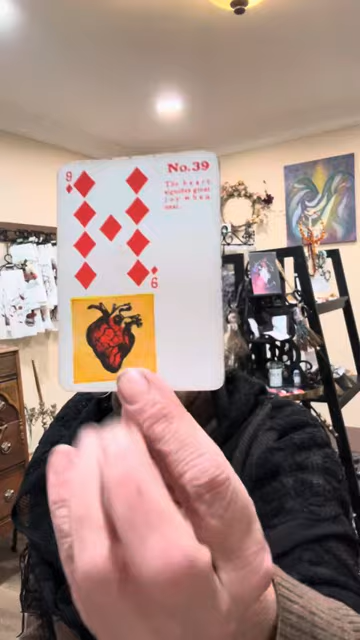 9
No.39
The heart
signifies great
joy when
near.
9